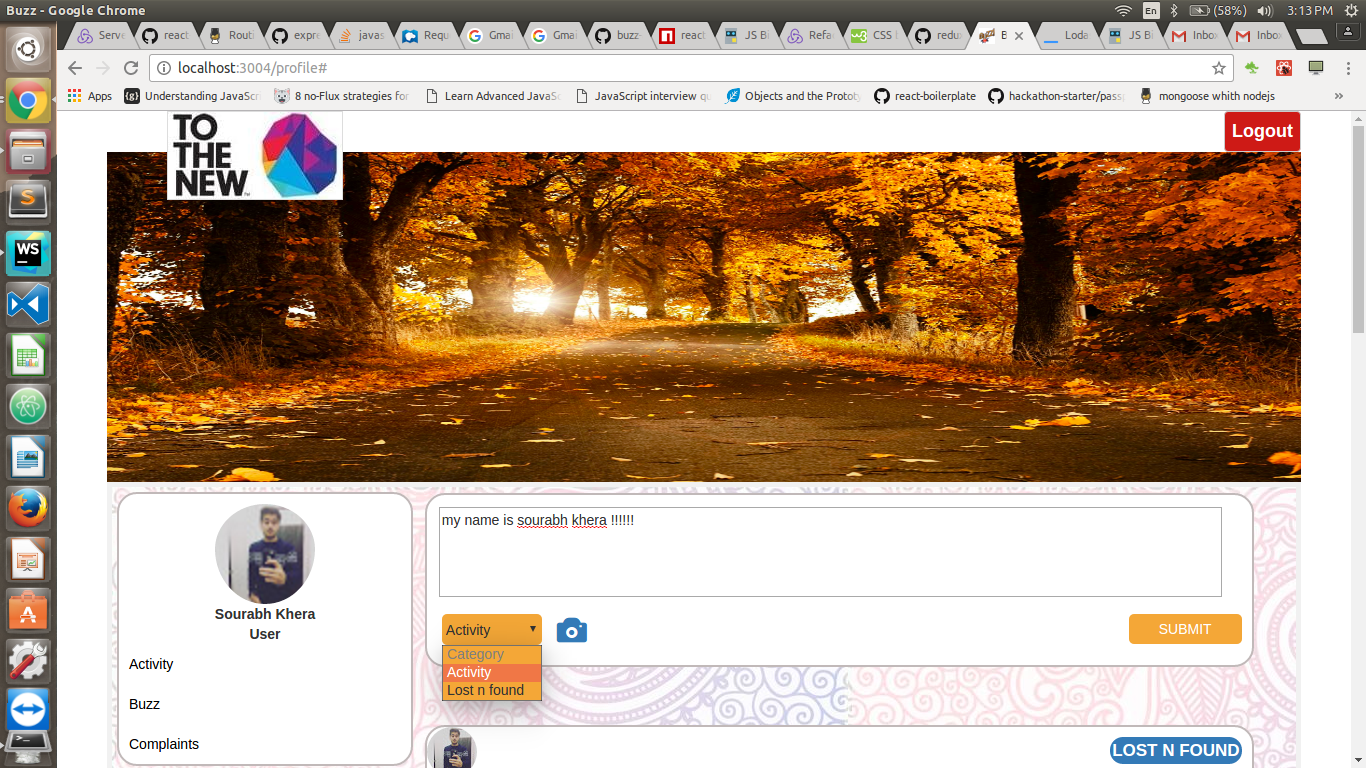 Buzz - Google Chrome
En
(58%)
3:13 PM
Serve
react
Routi
expre
javas
Requ
Gmai
Gmai
buzz
react
JS Bi
Refa
CSS
redux
B
Loda
JS Bi
Inbox
Inbox
localhost:3004/profile#
Apps
Understanding JavaScri
8 no-Flux strategies for
Learn Advanced JavaSc
JavaScript interview qu
Objects and the Protot
react-boilerplate
hackathon-starter/pass
mongoose whith nodejs
»
TO
THE
NEW
Logout
my name is sourabh khera !!!!!!
Sourabh Khera
User
Activity
Buzz
Complaints
Activity
SUBMIT
Category
Activity
Lost n found
LOST N FOUND
S
WS